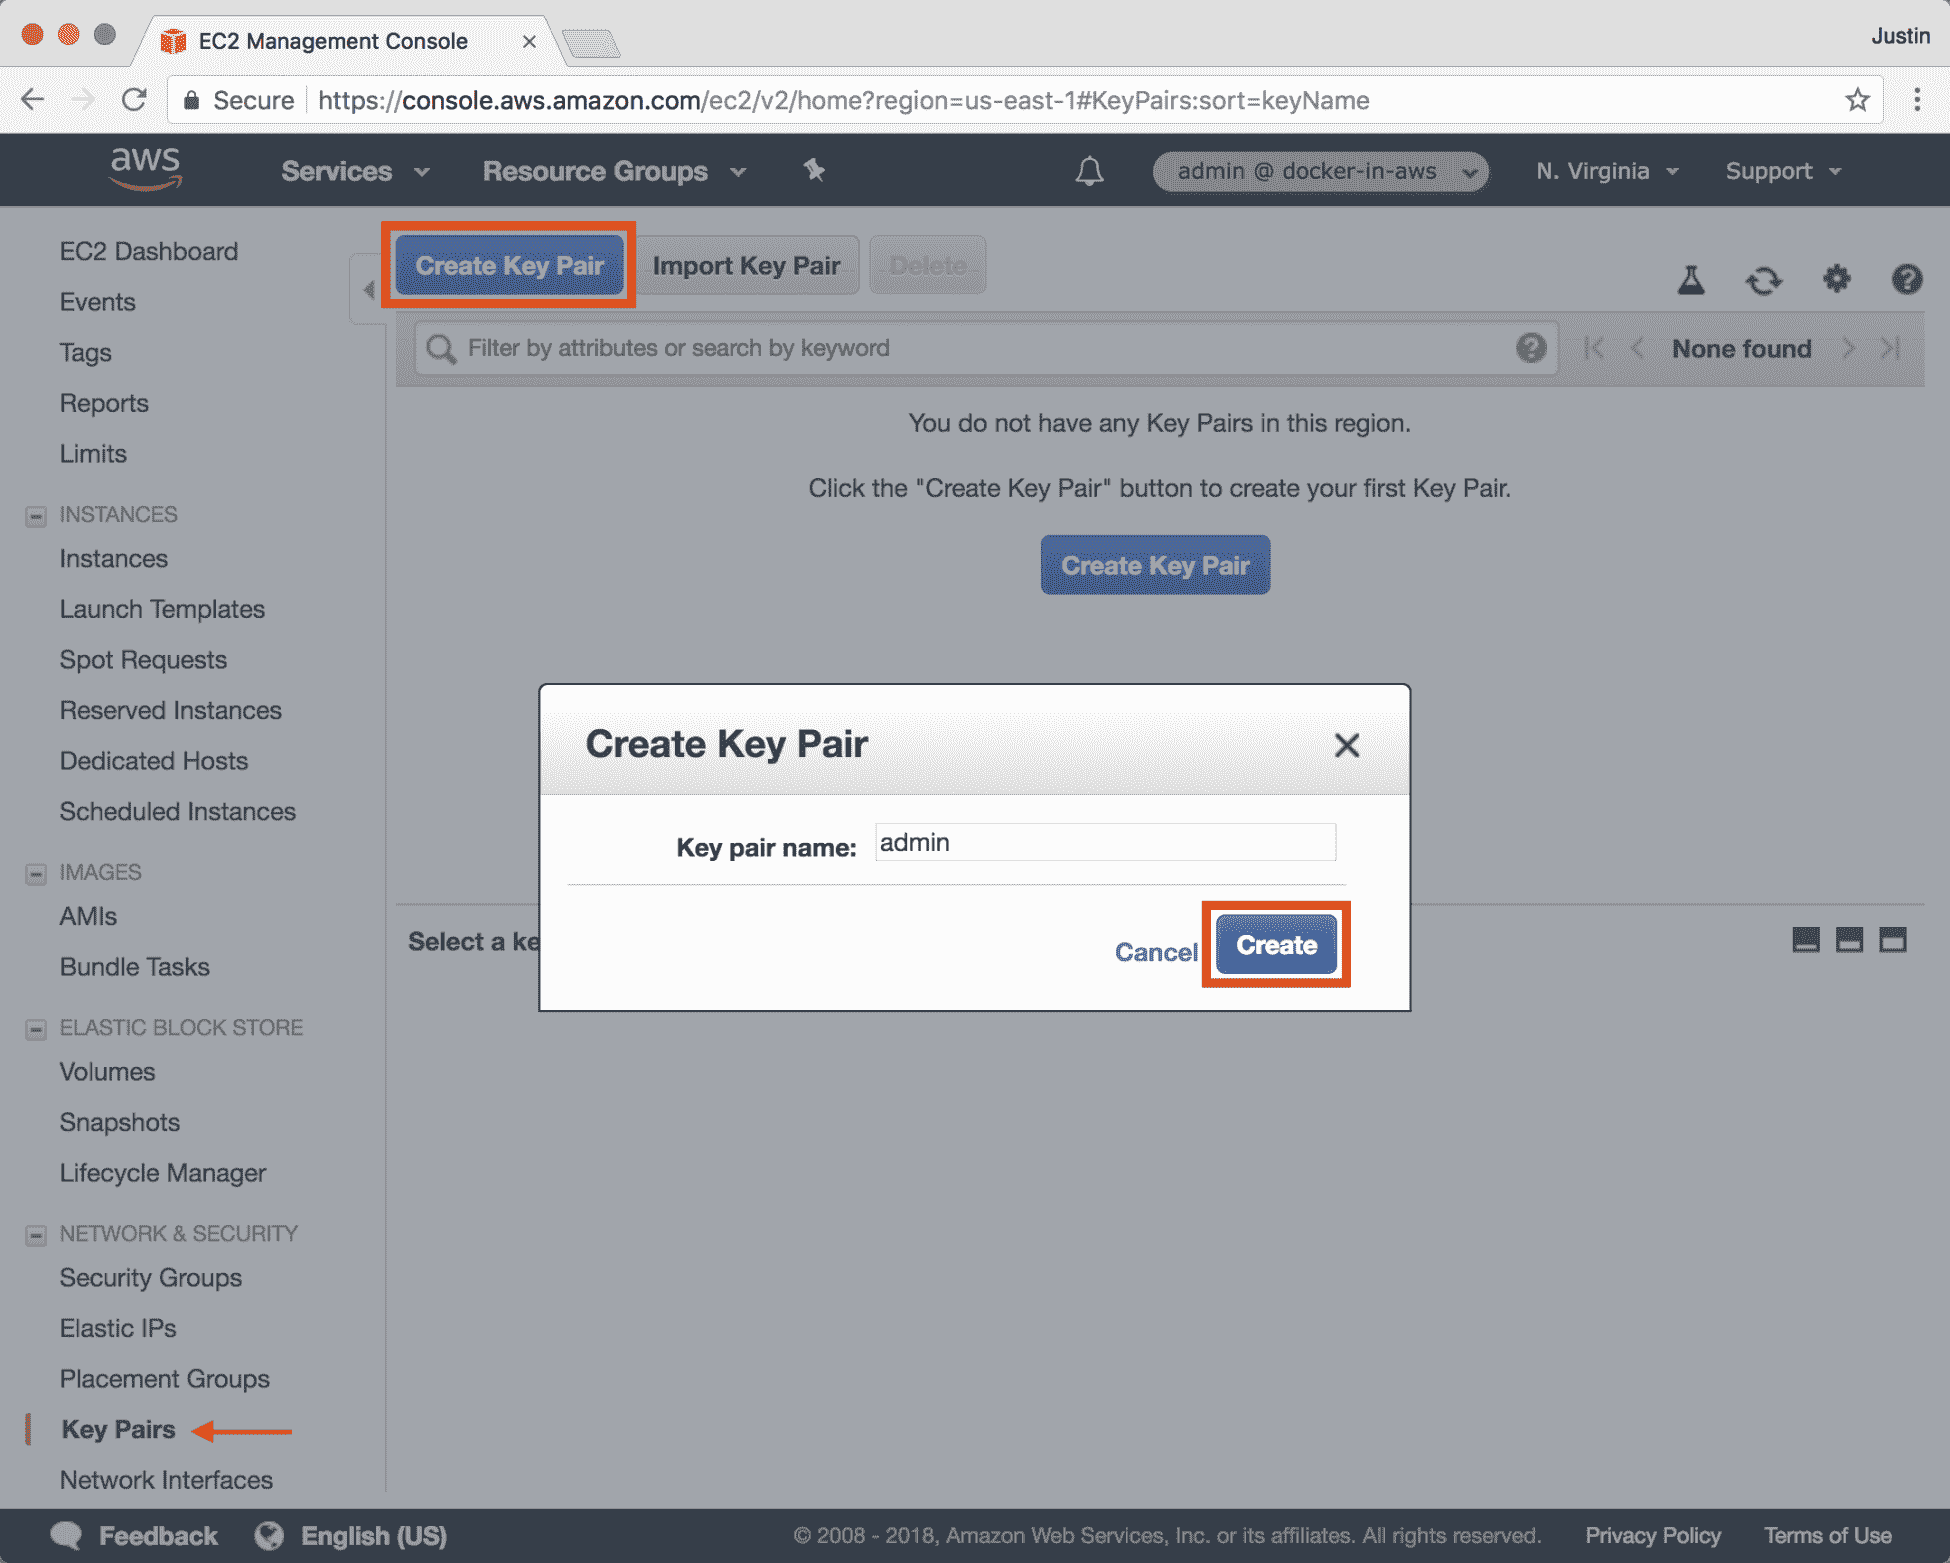 EC2 Management Console
Justin
Secure
https://console.aws.amazon.com/ec2/v2/home?region=us-east-1#KeyPairs:sort=keyName
aws
Services
Resource Groups
admin @ docker-in-aws
N. Virginia
Support
EC2 Dashboard
Events
Tags
Reports
Limits
INSTANCES
Instances
Launch Templates
Spot Requests
Reserved Instances
Dedicated Hosts
Scheduled Instances
IMAGES
AMIs
Bundle Tasks
ELASTIC BLOCK STORE
Volumes
Snapshots
Lifecycle Manager
NETWORK & SECURITY
Security Groups
Elastic IPs
Placement Groups
Key Pairs
Network Interfaces
Create Key Pair
Import Key Pair
Delete
Filter by attributes or search by keyword
None found
You do not have any Key Pairs in this region.
Click the "Create Key Pair" button to create your first Key Pair.
Create Key Pair
Select a ke
Create Key Pair
Key pair name:
admin
Cancel
Create
Feedback
English (US)
© 2008 - 2018, Amazon Web Services, Inc. or its affiliates. All rights reserved.
Privacy Policy
Terms of Use